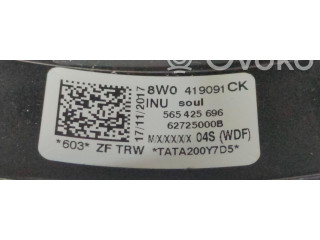 OVOKO
17/11/2017
8W0 419091 CK
INU soul
565 425 696
62725000B
M/XXXXX 04S (WDF)
*603* ZF TRW *TATA200Y7D5*